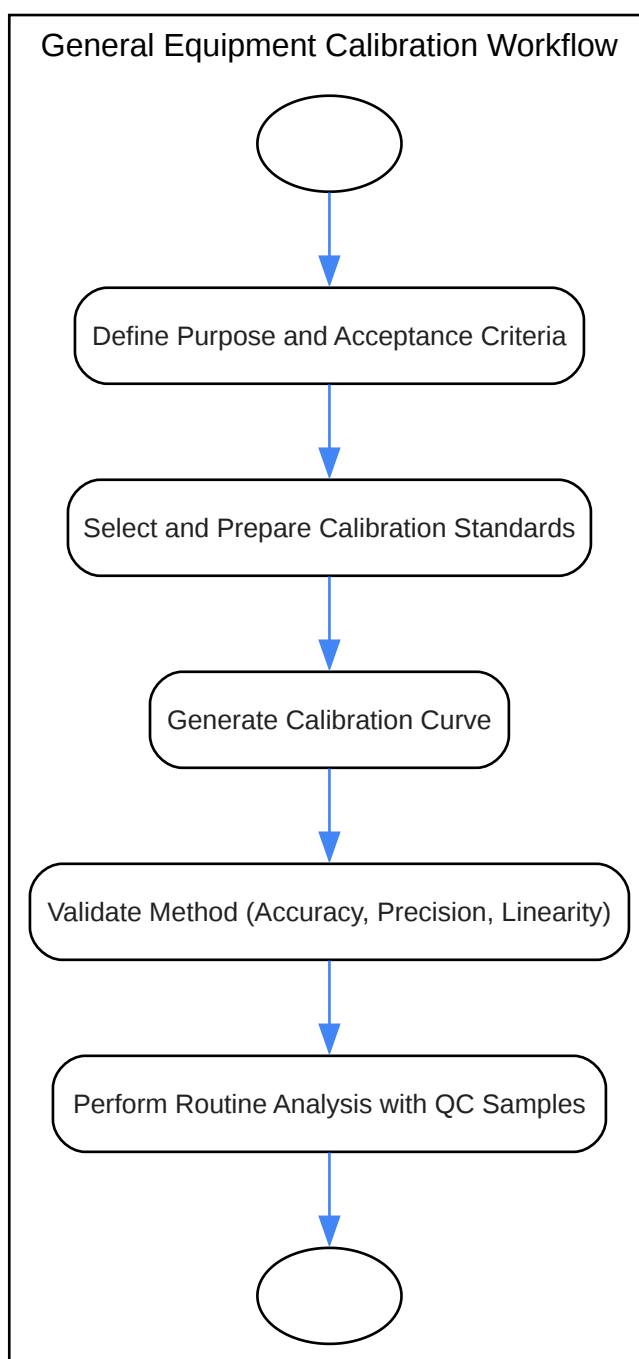 General Equipment Calibration Workflow
Define Purpose and Acceptance Criteria
Select and Prepare Calibration Standards
Generate Calibration Curve
Validate Method (Accuracy, Precision, Linearity)
Perform Routine Analysis with QC Samples